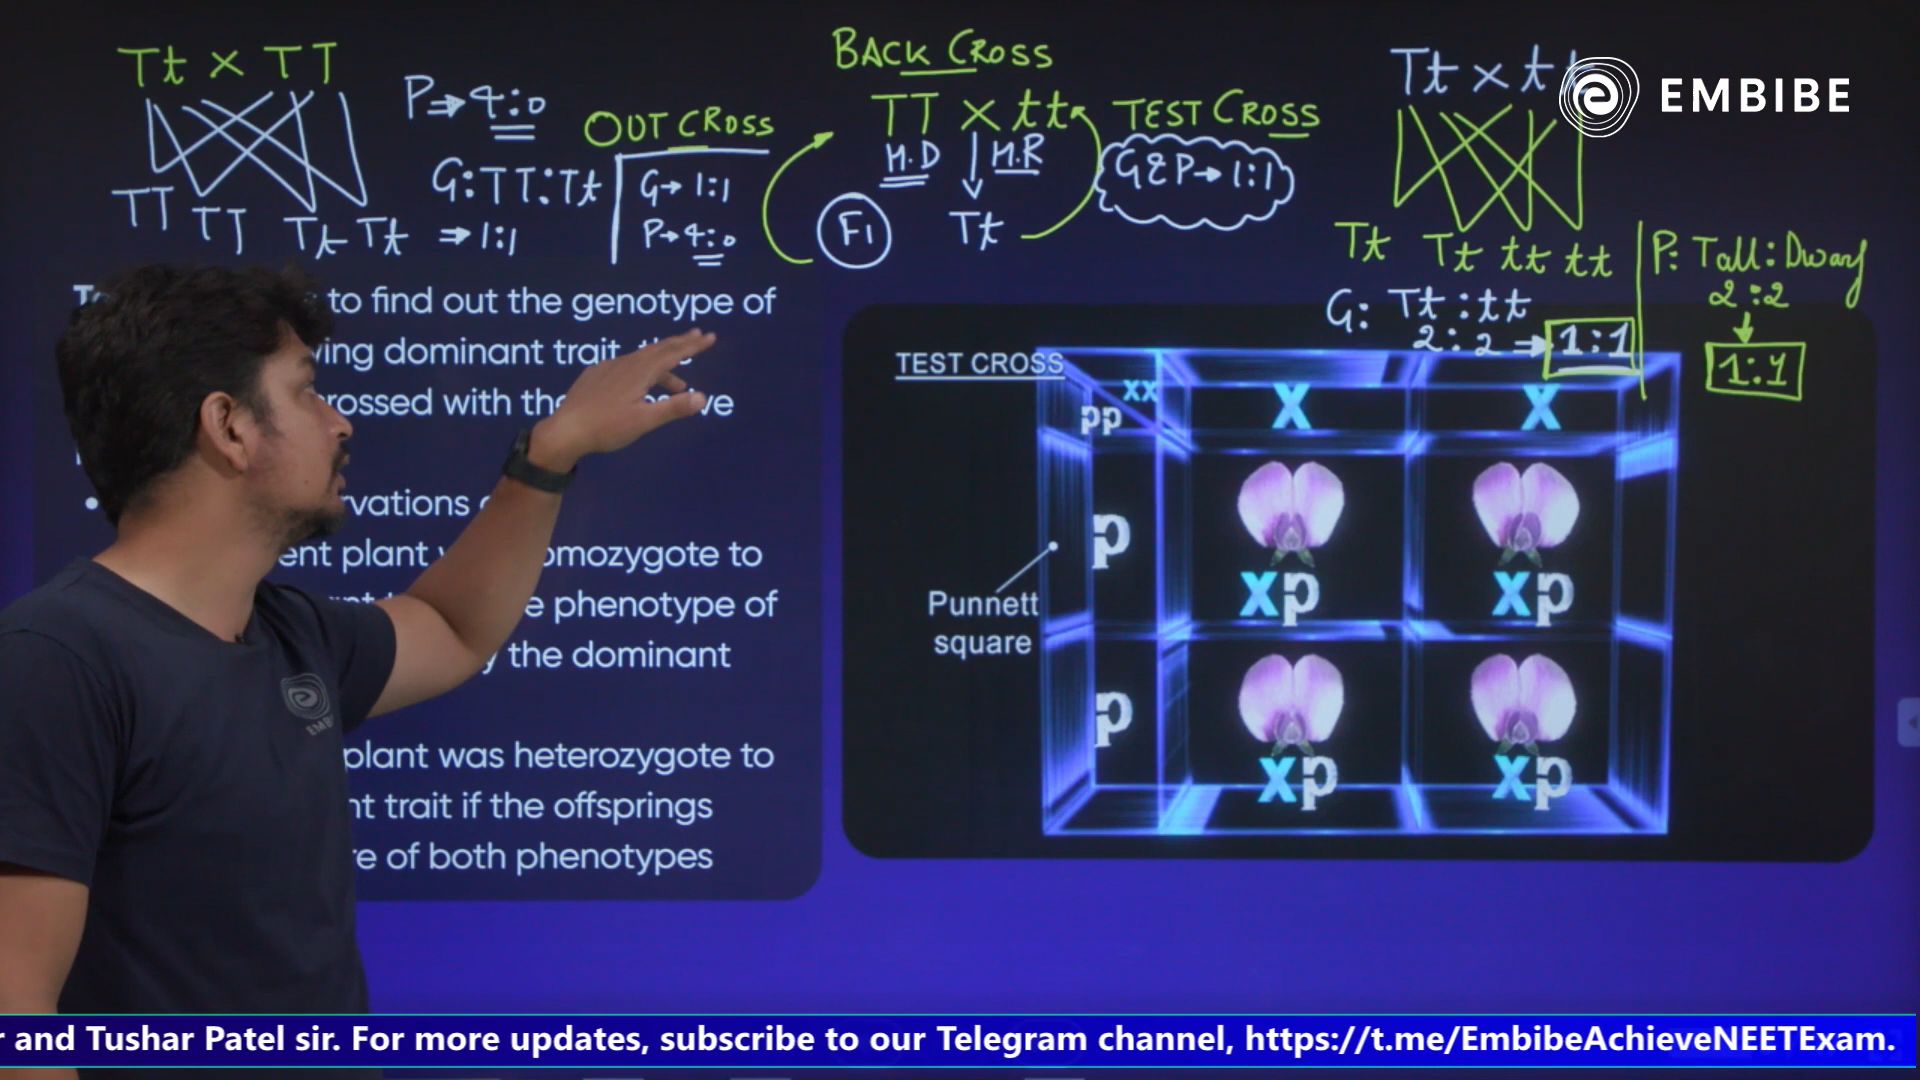 Tt x TT
P⇒4:0
G:TT:Tt
⇒1:1
TT TT Tt Tt
OUT CROSS
G→ 1:1
P→4:0
BACK CROSS
TT x tt
H.D H.R
F1
Tt
TEST CROSS
G&P→1:1
Tt x t
EMBIBE
Tt Tt tt tt
G: Tt:tt
2:2 ⇒ 1:1
P: Tall:Dwarf
2:2
1:1
to find out the genotype of
ving dominant trait,
rossed with the ve
• rvations
ent plant omozygote to
e phenotype of
y the dominant
plant was heterozygote to
nt trait if the offsprings
re of both phenotypes
TEST CROSS
xx
pp
x x
p
xp xp
Punnett
square
p
xp xp
EMBI
r and Tushar Patel sir. For more updates, subscribe to our Telegram channel, https://t.me/EmbibeAchieveNEETExam.